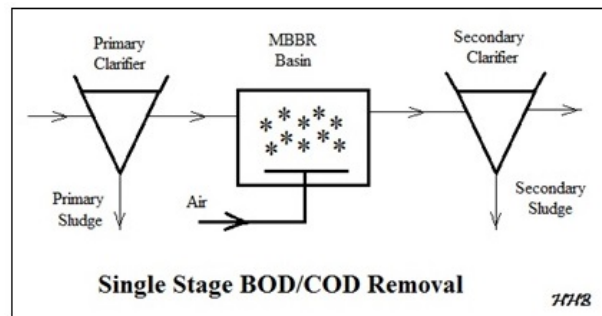 Primary
Clarifier
MBBR
Basin
Secondary
Clarifier
Primary
Sludge
Air
Secondary
Sludge
Single Stage BOD/COD Removal
HHB